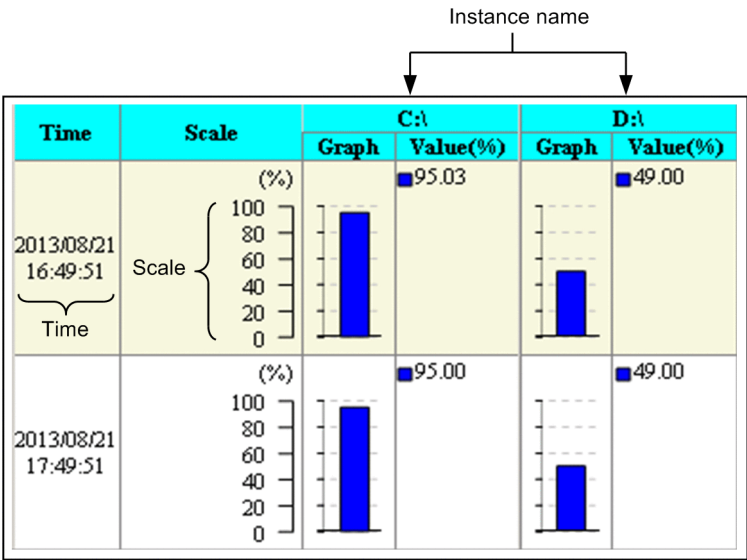 Instance name
Time Scale C:\ D:\
Graph Value(%) Graph Value(%)
(%) 95.03 49.00
100
80
2013/08/21 60
16:49:51 Scale 40
20
Time 0
(%) 95.00 49.00
100
80
2013/08/21 60
17:49:51 40
20
0